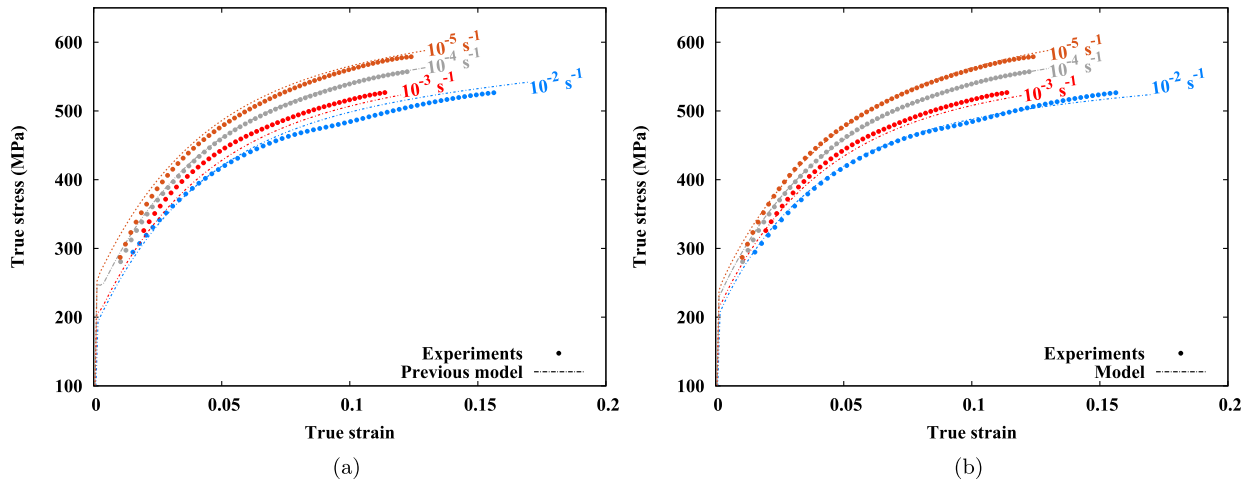 600
500
400
300
200
100
0
0.05
0.1
0.15
0.2
True stress (MPa)
True strain
10-5 s-1
10-4 s-1
10-3 s-1
10-2 s-1
Experiments
Previous model
(a)
600
500
400
300
200
100
0
0.05
0.1
0.15
0.2
True stress (MPa)
True strain
10-5 s-1
10-4 s-1
10-3 s-1
10-2 s-1
Experiments
Model
(b)